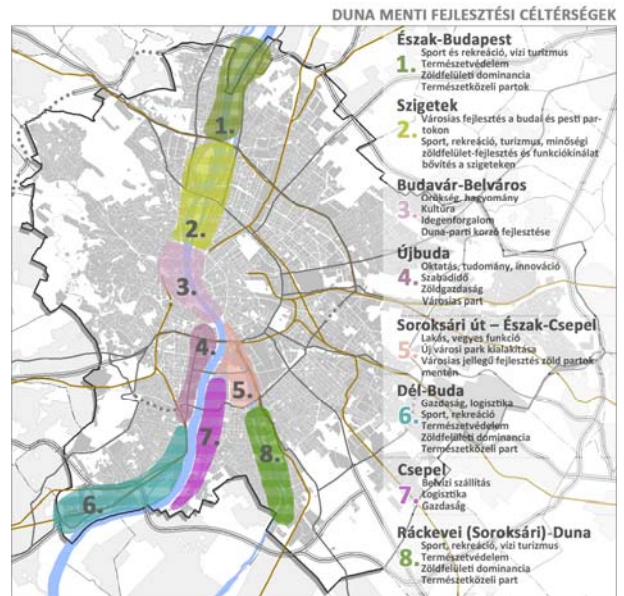 DUNA MENTI FEJLESZTÉSI CÉLTÉRSÉGEK
Észak-Budapest
1. Sport és rekreáció, vízi turizmus
Természetvédelem
Zöldfelületi dominancia
Természetközeli partok
Szigetek
2. Városias fejlesztés a budai és pesti par-
tokon
Sport, rekreáció, turizmus, minőségi
zöldfelület-fejlesztés és funkciókínálat
bővítés a szigeteken
Budavár-Belváros
3. Örökség, hagyomány
Kultúra
Idegenforgalom
Duna-parti korzó fejlesztése
Újbuda
4. Oktatás, tudomány, innováció
Szabadidő
Zöldgazdaság
Városias part
Soroksári út – Észak-Csepel
5. Lakás, vegyes funkció
Új városi park kialakítása
Városias jellegű fejlesztés zöld partok
mentén
Dél-Buda
6. Gazdaság, logisztika
Sport, rekreáció
Természetvédelem
Zöldfelületi dominancia
Természetközeli part
Csepel
7. Belvízi szállítás
Logisztika
Gazdaság
Ráckevei (Soroksári)-Duna
8. Sport, rekreáció, vízi turizmus
Természetvédelem
Zöldfelületi dominancia
Természetközeli part
1.
2.
3.
4.
5.
6.
7.
8.